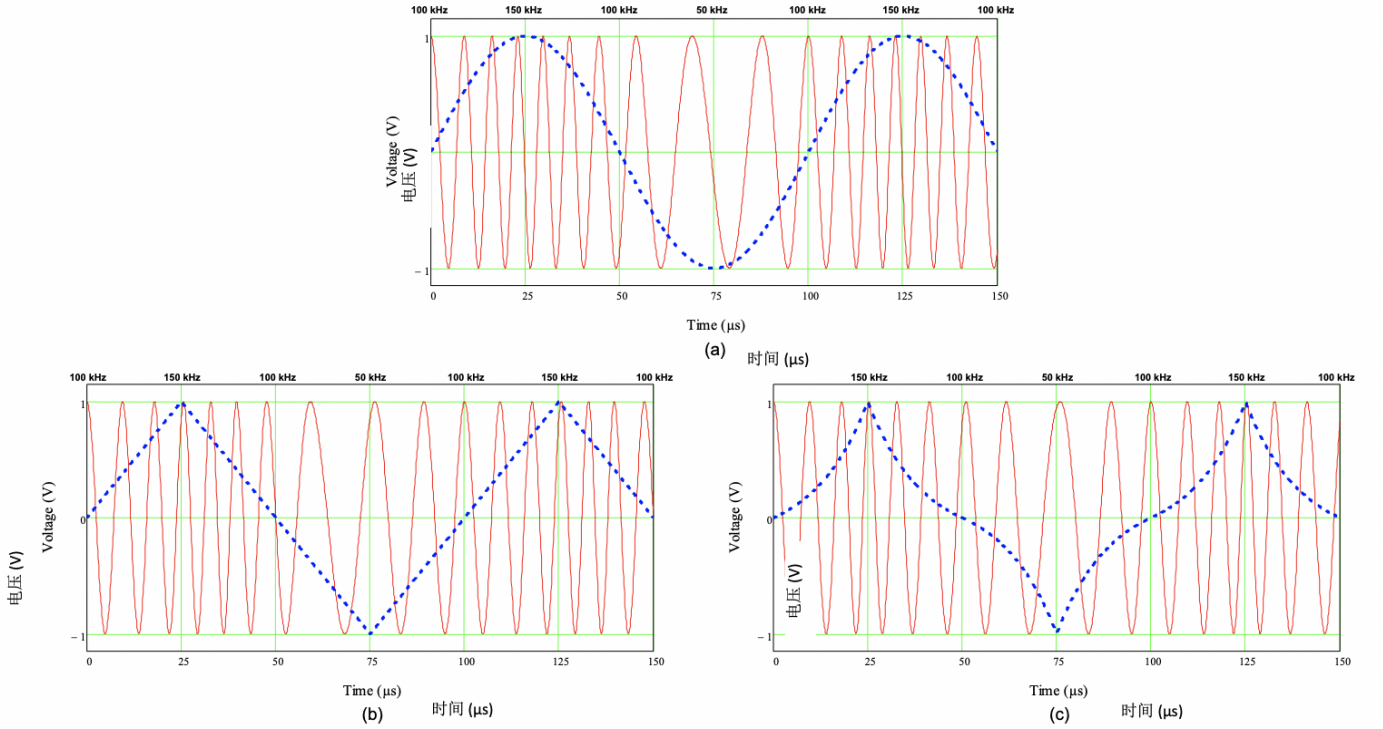 100 kHz 150 kHz 100 kHz 50 kHz 100 kHz 150 kHz 100 kHz
1
Voltage (V)
电压 (V)
– 1
0 25 50 75 100 125 150
Time (µs)
(a)
时间 (µs)
100 kHz 150 kHz 100 kHz 50 kHz 100 kHz 150 kHz 100 kHz
1
Voltage (V)
0
电压 (V)
– 1
0 25 50 75 100 125 150
Time (µs)
(b)
时间 (µs)
150 kHz 100 kHz 50 kHz 100 kHz 150 kHz 100 kHz
1
Voltage (V)
0
电压 (V)
– 1
0 25 50 75 100 125 150
Time (µs)
(c)
时间 (µs)